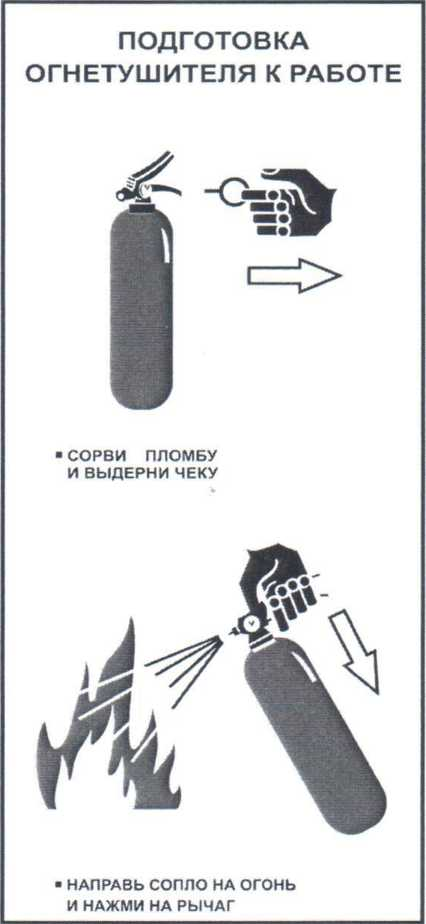 ПОДГОТОВКА
ОГНЕТУШИТЕЛЯ К РАБОТЕ
▪ СОРВИ ПЛОМБУ
И ВЫДЕРНИ ЧЕКУ
▪ НАПРАВЬ СОПЛО НА ОГОНЬ
И НАЖМИ НА РЫЧАГ